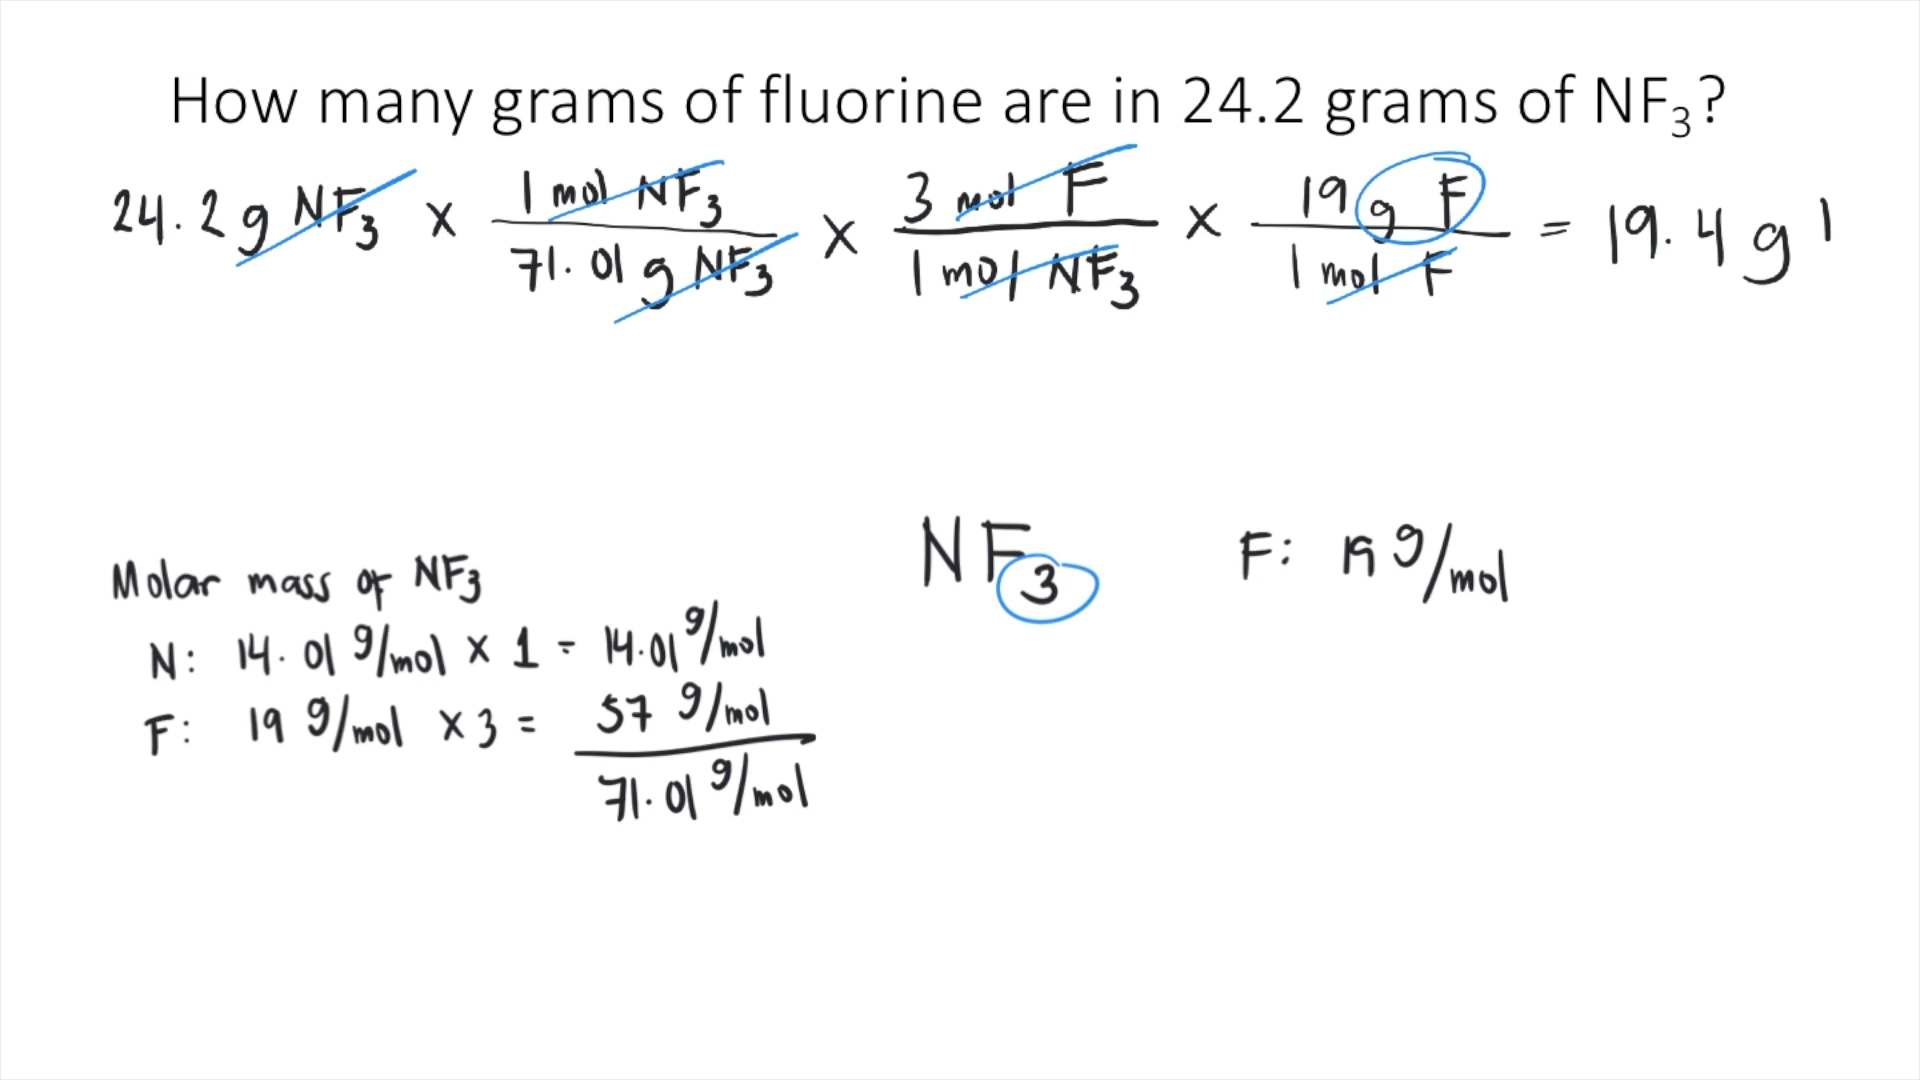 How many grams of fluorine are in 24.2 grams of NF₃?
24.2 g NF₃ x 1 mol NF₃ / 71.01 g NF₃ x 3 mol F / 1 mol NF₃ x 19 g F / 1 mol F = 19.4 g
NF₃ F: 19 g/mol
Molar mass of NF₃
N: 14.01 g/mol x 1 = 14.01 g/mol
F: 19 g/mol x 3 = 57 g/mol
71.01 g/mol